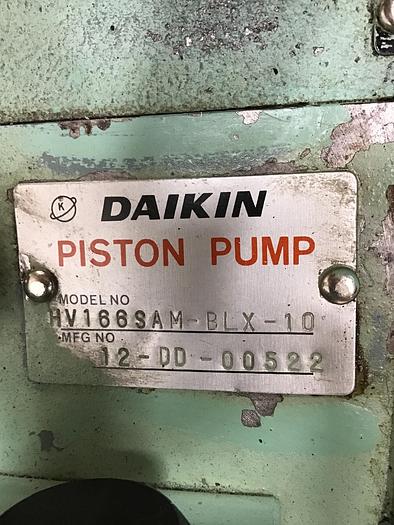 K DAIKIN
PISTON PUMP
MODEL NO
HV166SAM-BLX-10
MFG NO
12-DD-00522